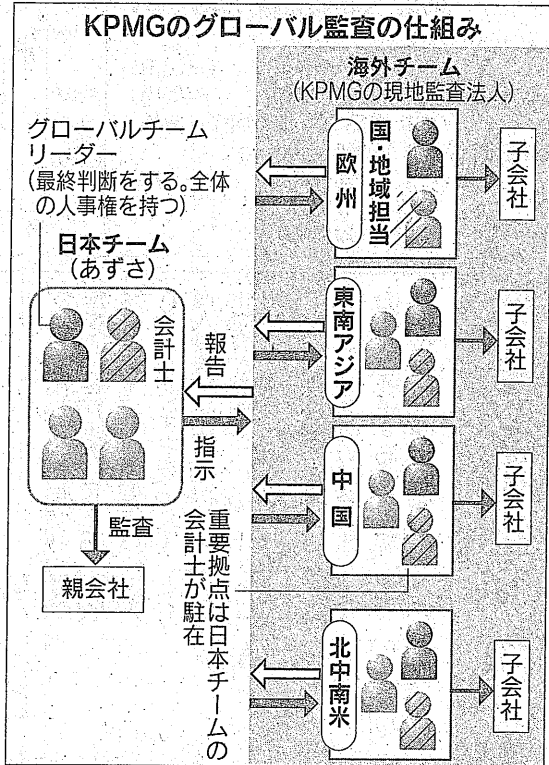 KPMGのグローバル監査の仕組み
海外チーム
(KPMGの現地監査法人)
グローバルチーム
リーダー
(最終判断をする。全体
の人事権を持つ)
日本チーム
(あずさ)
会計士
報告
指示
監査
親会社
重要拠点は日本チームの
会計士が駐在
欧州
国・地域担当
子会社
東南アジア
子会社
中国
子会社
北中南米
子会社